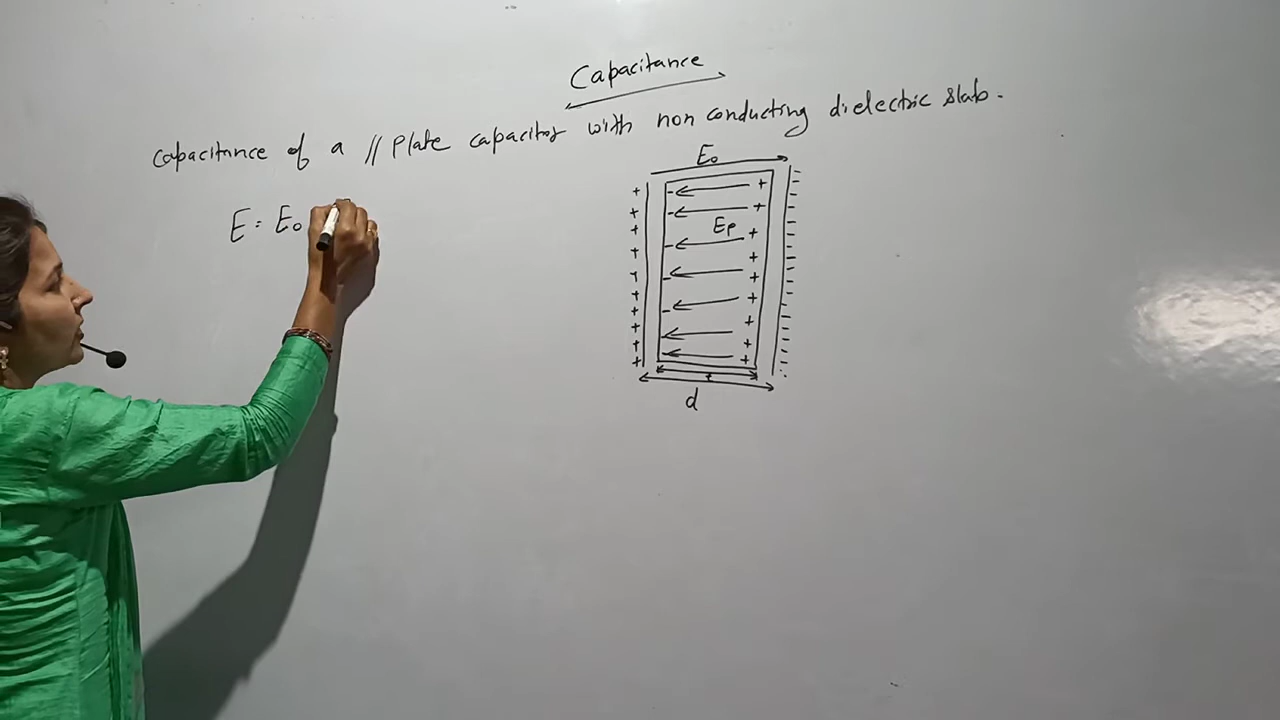 Capacitance
Capacitance of a // plate capacitor with non conducting dielectric slab.
E = E₀
E₀
Ep
t
d